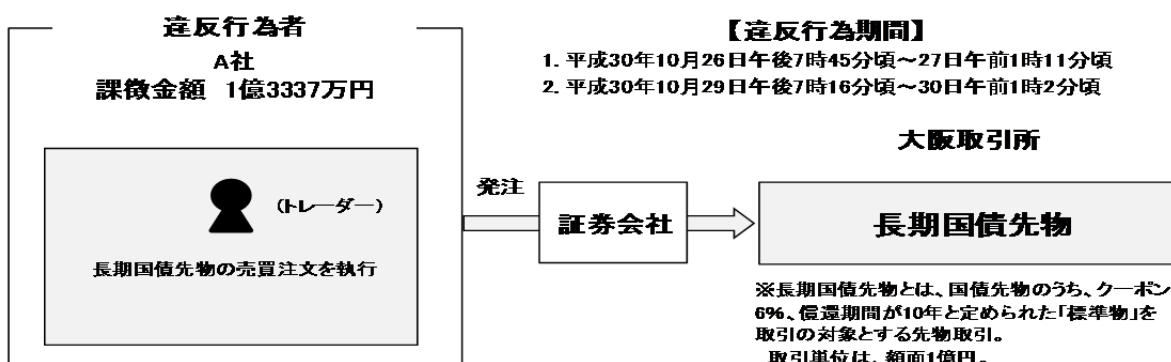 違反行為者
A社
課徴金額 1億3337万円
(トレーダー)
長期国債先物の売買注文を執行
発注
証券会社
【違反行為期間】
1. 平成30年10月26日午後7時45分頃~27日午前1時11分頃
2. 平成30年10月29日午後7時16分頃~30日午前1時2分頃
大阪取引所
長期国債先物
※長期国債先物とは、国債先物のうち、クーポン
6%、償還期間が10年と定められた「標準物」を
取引の対象とする先物取引。
取引単位は、額面1億円。